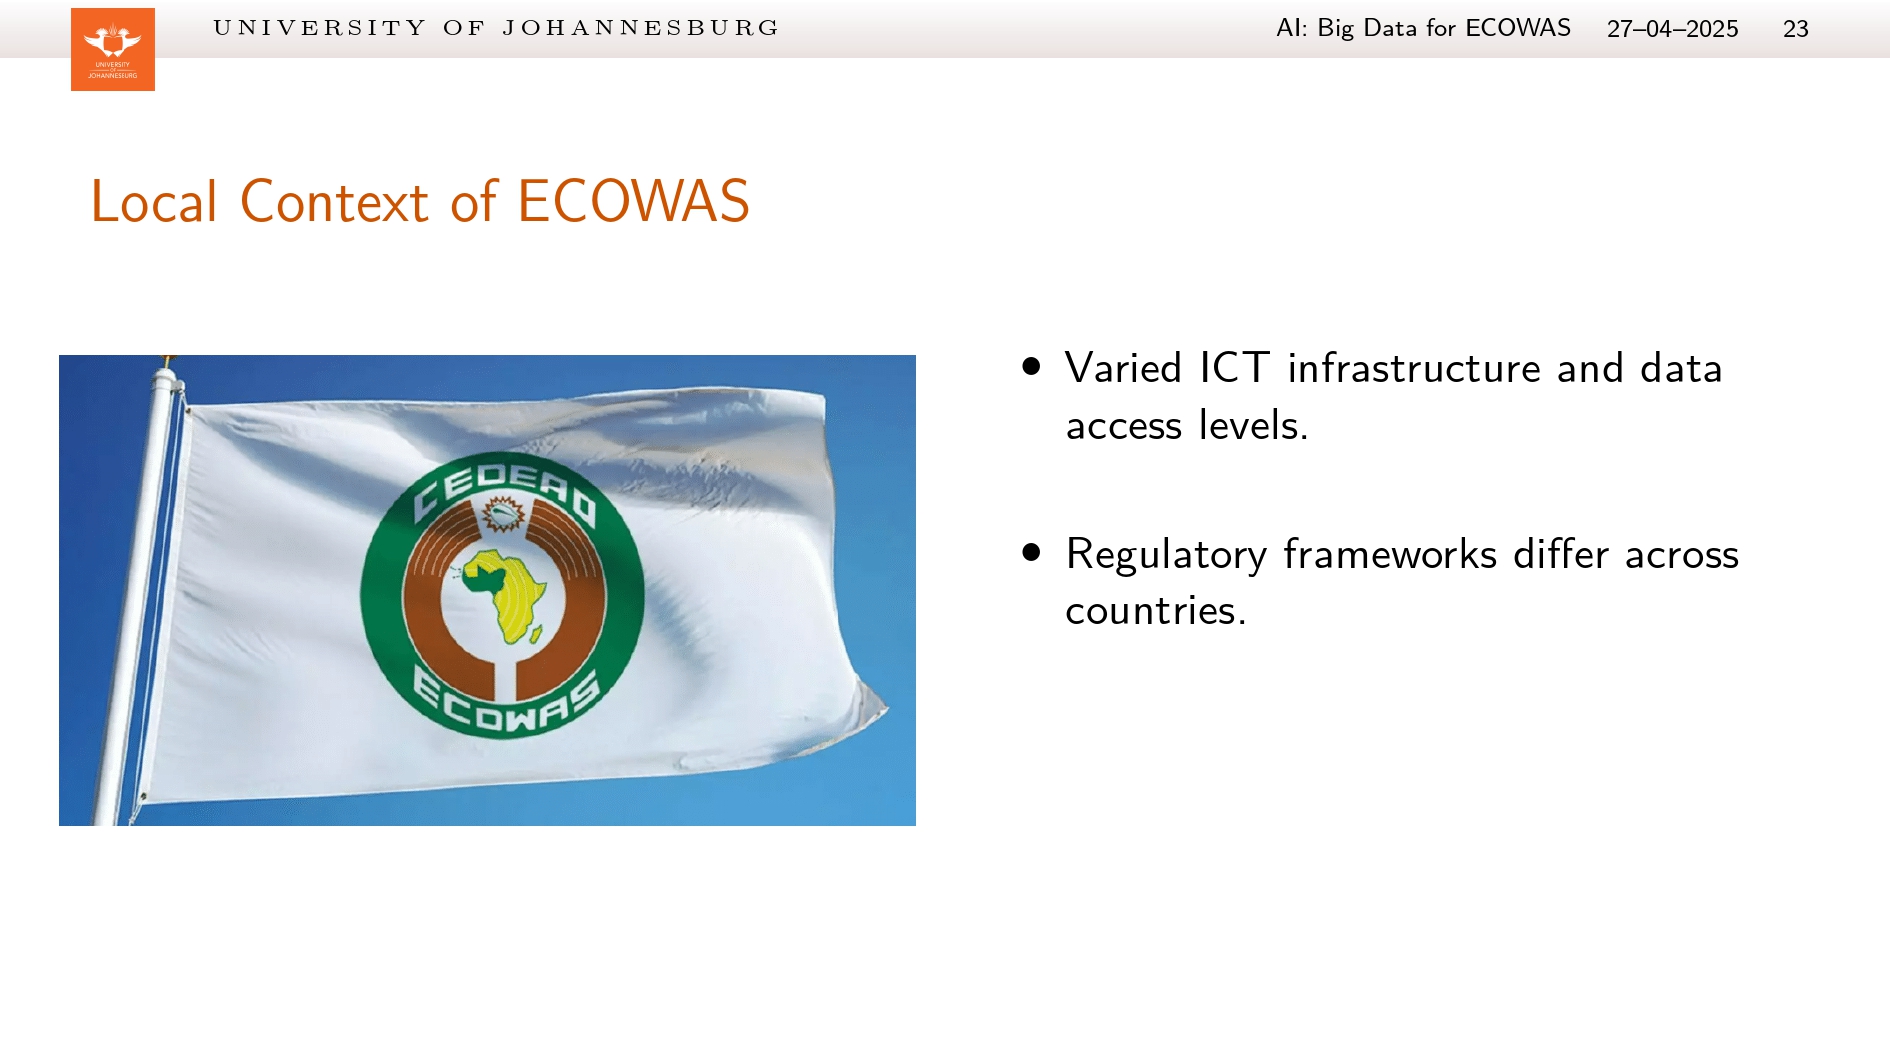 UNIVERSITY OF JOHANNESBURG
AI: Big Data for ECOWAS 27–04–2025 23
UNIVERSITY
OF
JOHANNESBURG
Local Context of ECOWAS
CEDEAO
ECOWAS
• Varied ICT infrastructure and data
access levels.
• Regulatory frameworks differ across
countries.